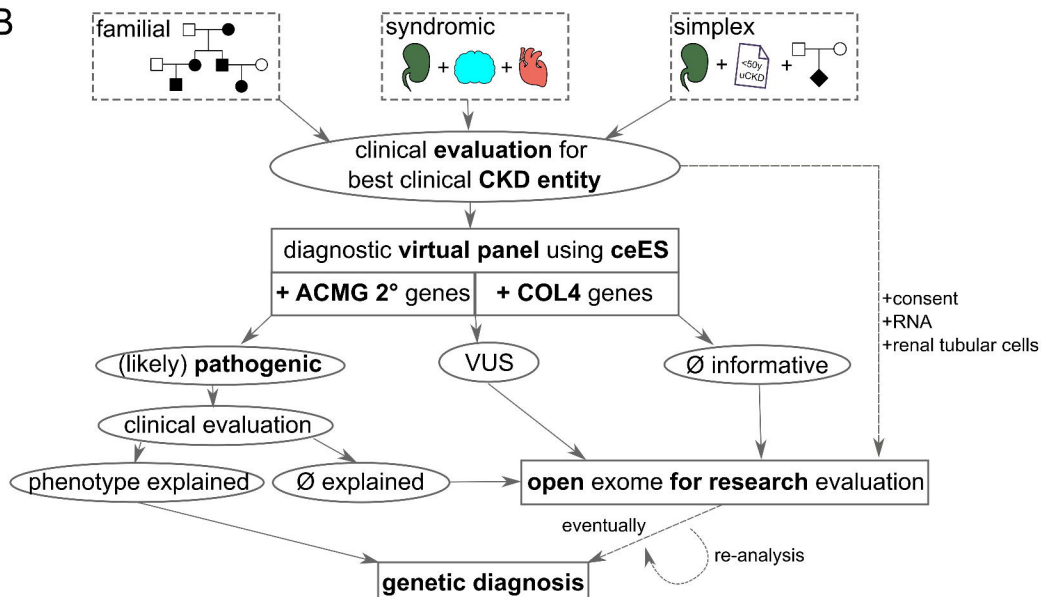 B
familial
syndromic
simplex
+
+
+
<50y
uCKD
+
clinical evaluation for
best clinical CKD entity
diagnostic virtual panel using ceES
+ ACMG 2° genes
+ COL4 genes
+consent
+RNA
+renal tubular cells
(likely) pathogenic
VUS
Ø informative
clinical evaluation
phenotype explained
Ø explained
open exome for research evaluation
eventually
re-analysis
genetic diagnosis